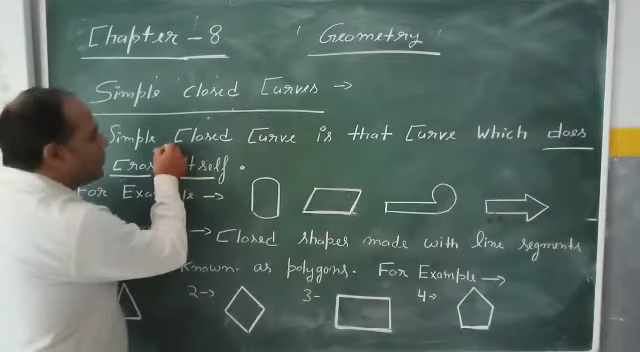 Chapter - 8 Geometry
Simple closed Curves →
Simple Closed Curve is that Curve which does
itself.
For Example →
→ Closed shapes made with line segments
Known as polygons. For Example →
2→ 3- 4→